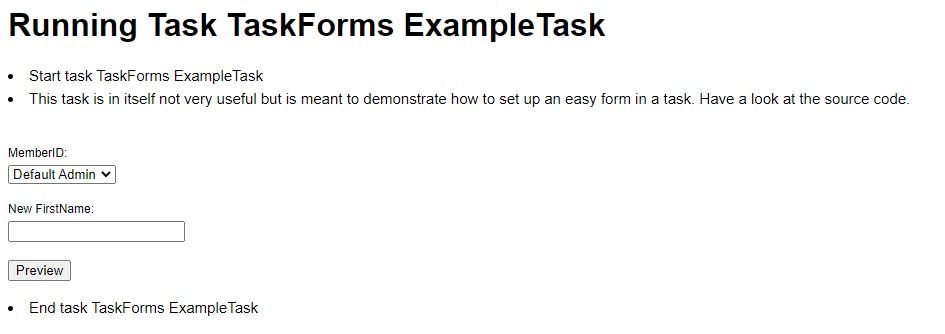 Running Task TaskForms ExampleTask
• Start task TaskForms ExampleTask
• This task is in itself not very useful but is meant to demonstrate how to set up an easy form in a task. Have a look at the source code.
MemberID:
Default Admin
New FirstName:
Preview
• End task TaskForms ExampleTask